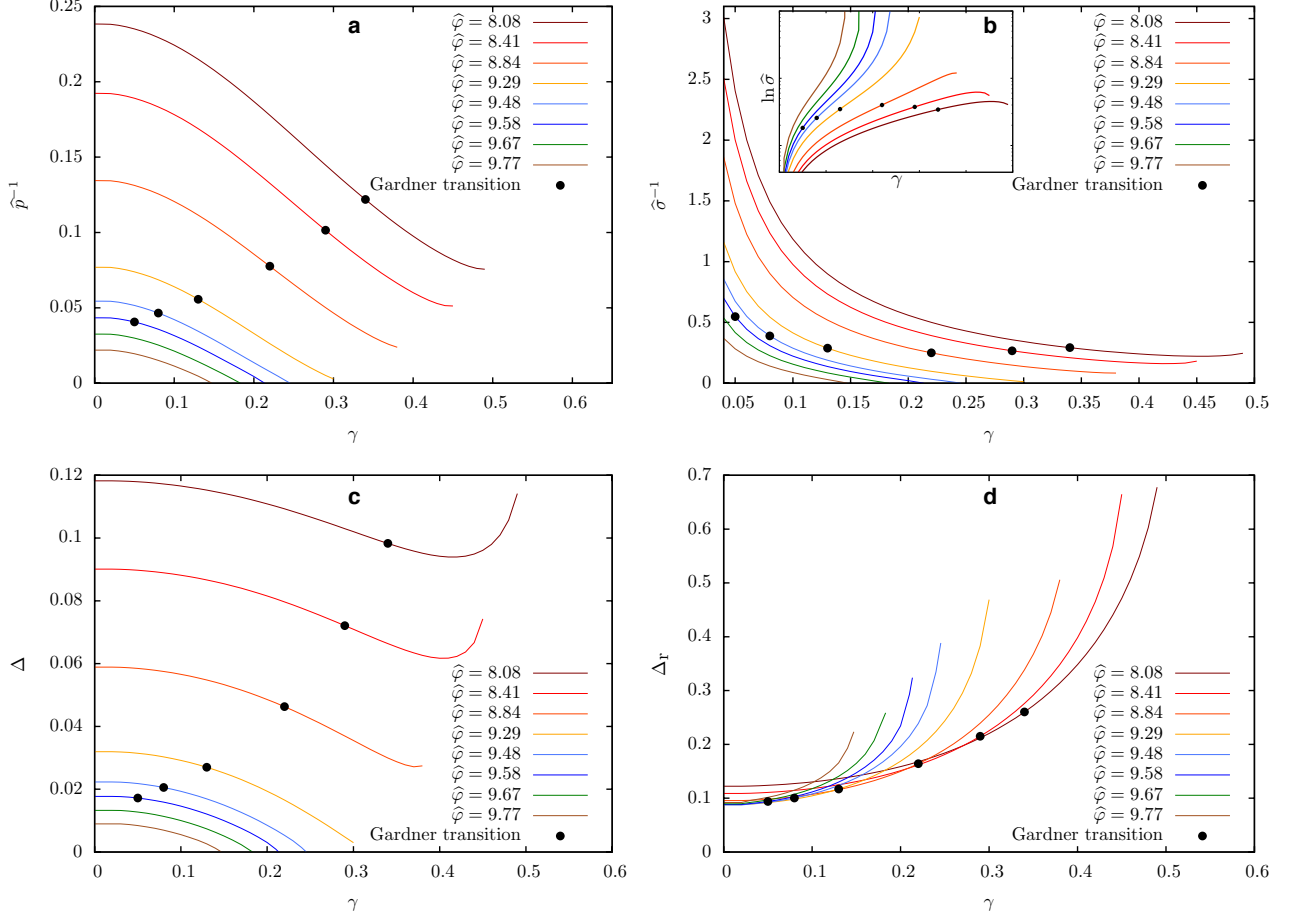 a
0.25
0.2
0.15
0.1
0.05
0
p̂⁻¹
0 0.1 0.2 0.3 0.4 0.5 0.6
γ
φ̂ = 8.08
φ̂ = 8.41
φ̂ = 8.84
φ̂ = 9.29
φ̂ = 9.48
φ̂ = 9.58
φ̂ = 9.67
φ̂ = 9.77
Gardner transition
b
3
2.5
2
1.5
1
0.5
0
σ̂⁻¹
0.05 0.1 0.15 0.2 0.25 0.3 0.35 0.4 0.45 0.5
γ
ln σ̂
γ
φ̂ = 8.08
φ̂ = 8.41
φ̂ = 8.84
φ̂ = 9.29
φ̂ = 9.48
φ̂ = 9.58
φ̂ = 9.67
φ̂ = 9.77
Gardner transition
c
0.12
0.1
0.08
0.06
0.04
0.02
0
Δ
0 0.1 0.2 0.3 0.4 0.5 0.6
γ
φ̂ = 8.08
φ̂ = 8.41
φ̂ = 8.84
φ̂ = 9.29
φ̂ = 9.48
φ̂ = 9.58
φ̂ = 9.67
φ̂ = 9.77
Gardner transition
d
0.7
0.6
0.5
0.4
0.3
0.2
0.1
0
Δr
0 0.1 0.2 0.3 0.4 0.5 0.6
γ
φ̂ = 8.08
φ̂ = 8.41
φ̂ = 8.84
φ̂ = 9.29
φ̂ = 9.48
φ̂ = 9.58
φ̂ = 9.67
φ̂ = 9.77
Gardner transition